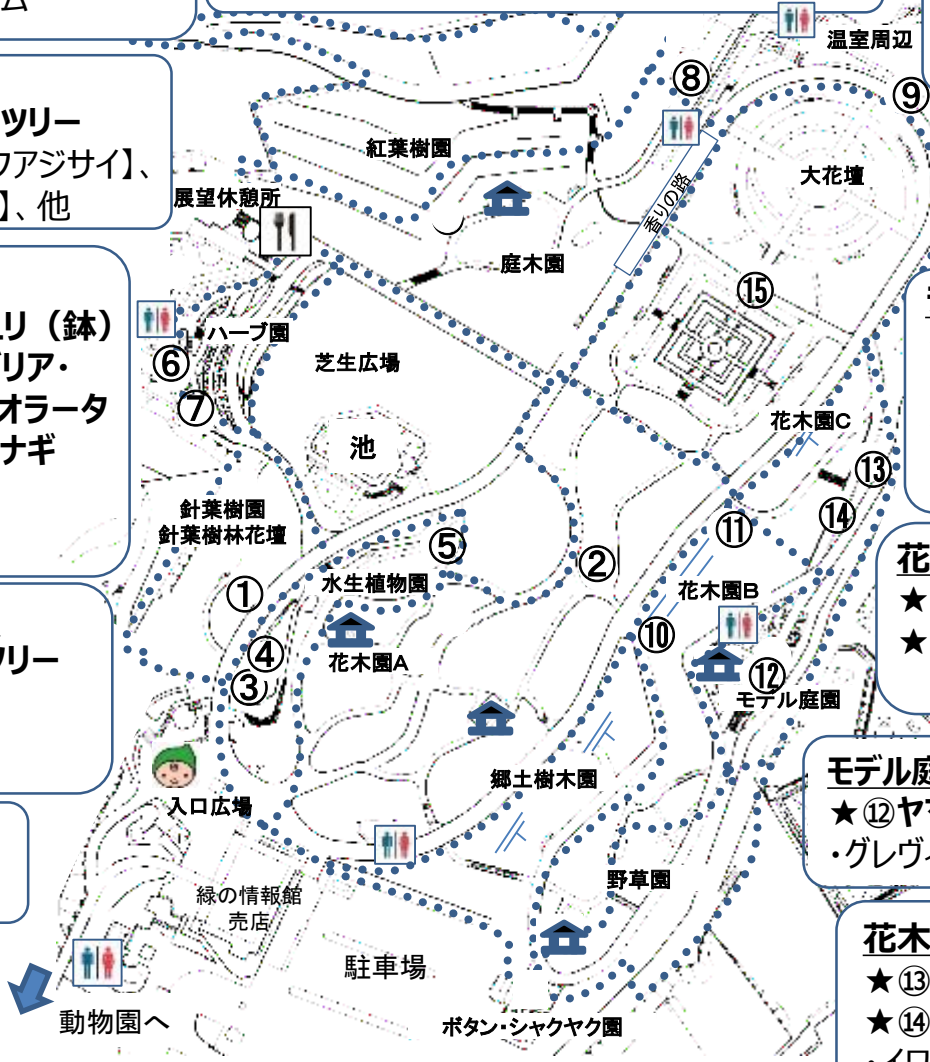 ム
温室周辺
⑧
⑨
ツリー
クアジサイ】、
】、他
紅葉樹園
大花壇
香りの路
展望休憩所
庭木園
⑮
リ（鉢）
ブリア・
オラータ
ナギ
ハーブ園
⑥
⑦
芝生広場
池
花木園C
⑬
⑭
⑪
針葉樹園
針葉樹林花壇
⑤
②
花
★
★
水生植物園
花木園B
①
④
③
花木園A
⑩
⑫
モデル庭園
ツリー
郷土樹木園
モデル庭
★⑫ヤマ
・グレヴィ
入口広場
野草園
緑の情報館
売店
駐車場
花木
★⑬
★⑭
・イロ
動物園へ
ボタン・シャクヤク園